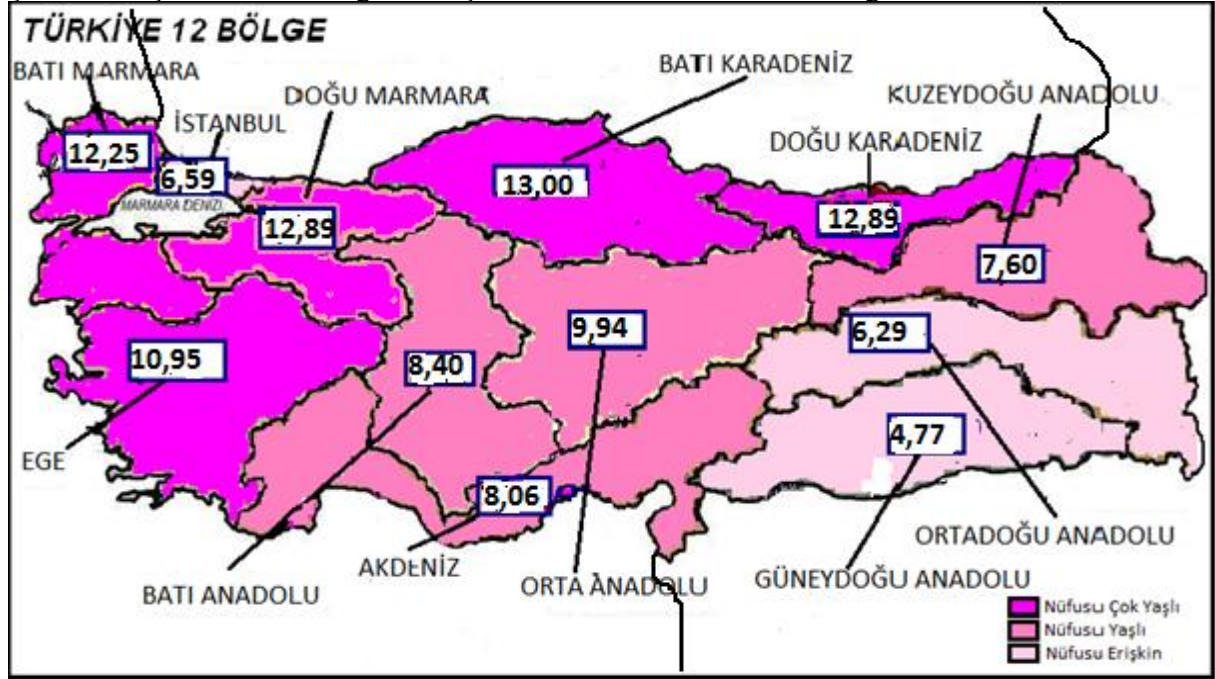 TÜRKİYE 12 BÖLGE
BATI MARMARA
İSTANBUL
DOĞU MARMARA
BATI KARADENİZ
DOĞU KARADENİZ
KUZEYDOĞU ANADOLU
12,25
6,59
MARMARA DENİZİ
12,89
13,00
12,89
7,60
10,95
8,40
9,94
6,29
4,77
8,06
EGE
BATI ANADOLU
AKDENİZ
ORTA ANADOLU
GÜNEYDOĞU ANADOLU
ORTADOĞU ANADOLU
Nüfusu Çok Yaşlı
Nüfusu Yaşlı
Nüfusu Erişkin